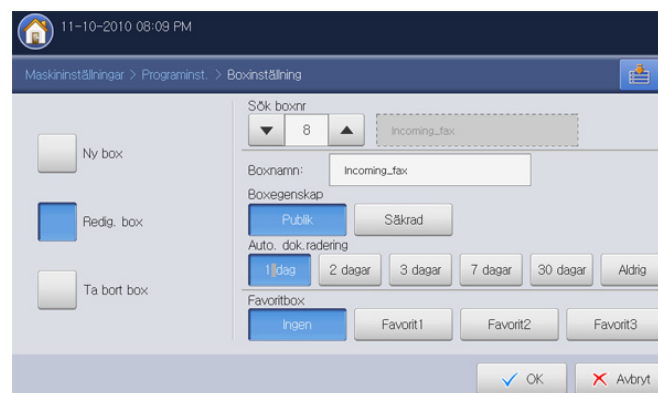 11-10-2010 08:09 PM
Maskininställningar > Programinst. > Boxinställning
Sök boxnr
8 Incoming_fax
Ny box
Boxnamn: Incoming_fax
Boxegenskap
Redig. box
Publik Säkrad
Auto. dok.radering
1 dag 2 dagar 3 dagar 7 dagar 30 dagar Aldrig
Ta bort box
Favoritbox
Ingen Favorit1 Favorit2 Favorit3
OK Avbryt